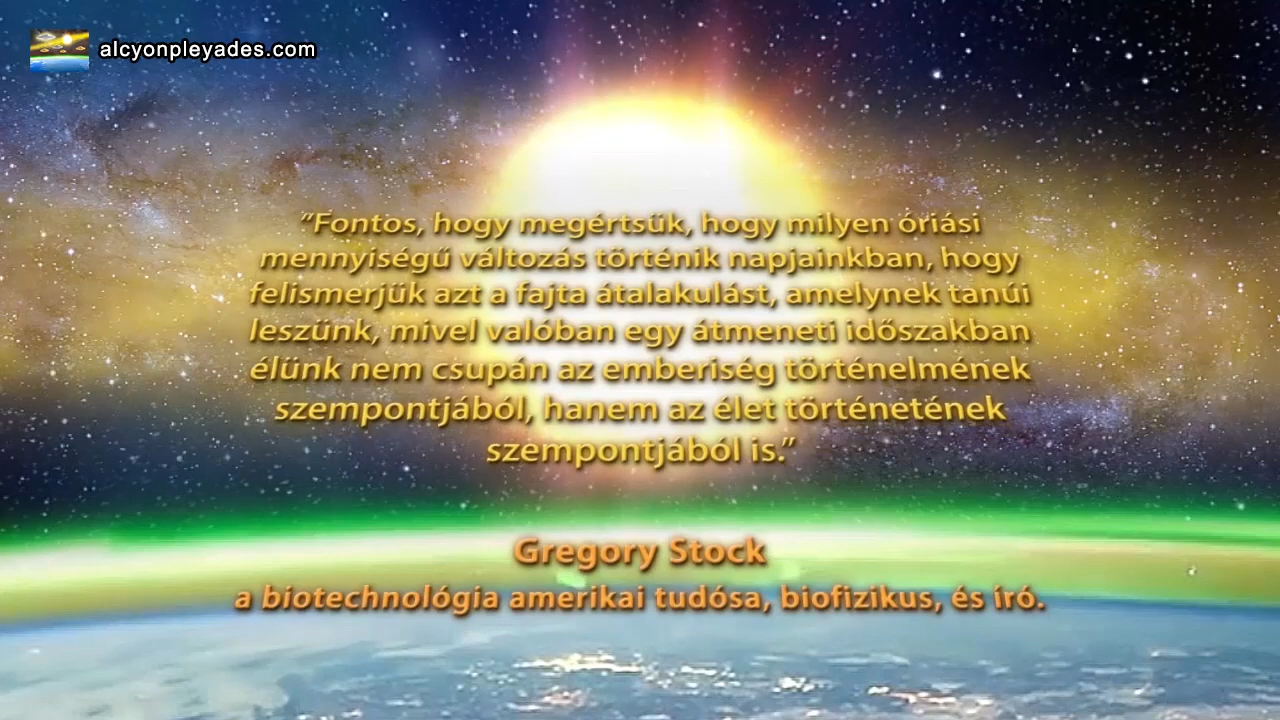 alcyonpleyades.com
“Fontos, hogy megértsük, hogy milyen óriási
mennyiségű változás történik napjainkban, hogy
felismerjük azt a fajta átalakulást, amelynek tanúi
leszünk, mivel valóban egy átmeneti időszakban
élünk nem csupán az emberiség történelmének
szempontjából, hanem az élet történetének
szempontjából is.”
Gregory Stock
a biotechnológia amerikai tudósa, biofizikus, és író.